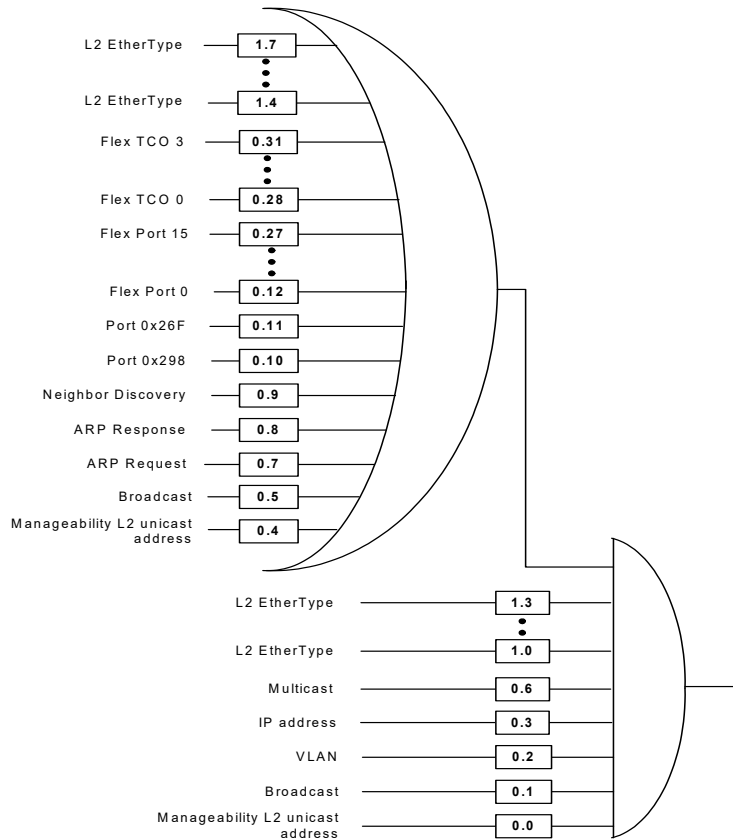 L2 EtherType 1.7
L2 EtherType 1.4
Flex TCO 3 0.31
Flex TCO 0 0.28
Flex Port 15 0.27
Flex Port 0 0.12
Port 0x26F 0.11
Port 0x298 0.10
Neighbor Discovery 0.9
ARP Response 0.8
ARP Request 0.7
Broadcast 0.5
Manageability L2 unicast 0.4
address
L2 EtherType 1.3
L2 EtherType 1.0
Multicast 0.6
IP address 0.3
VLAN 0.2
Broadcast 0.1
Manageability L2 unicast 0.0
address